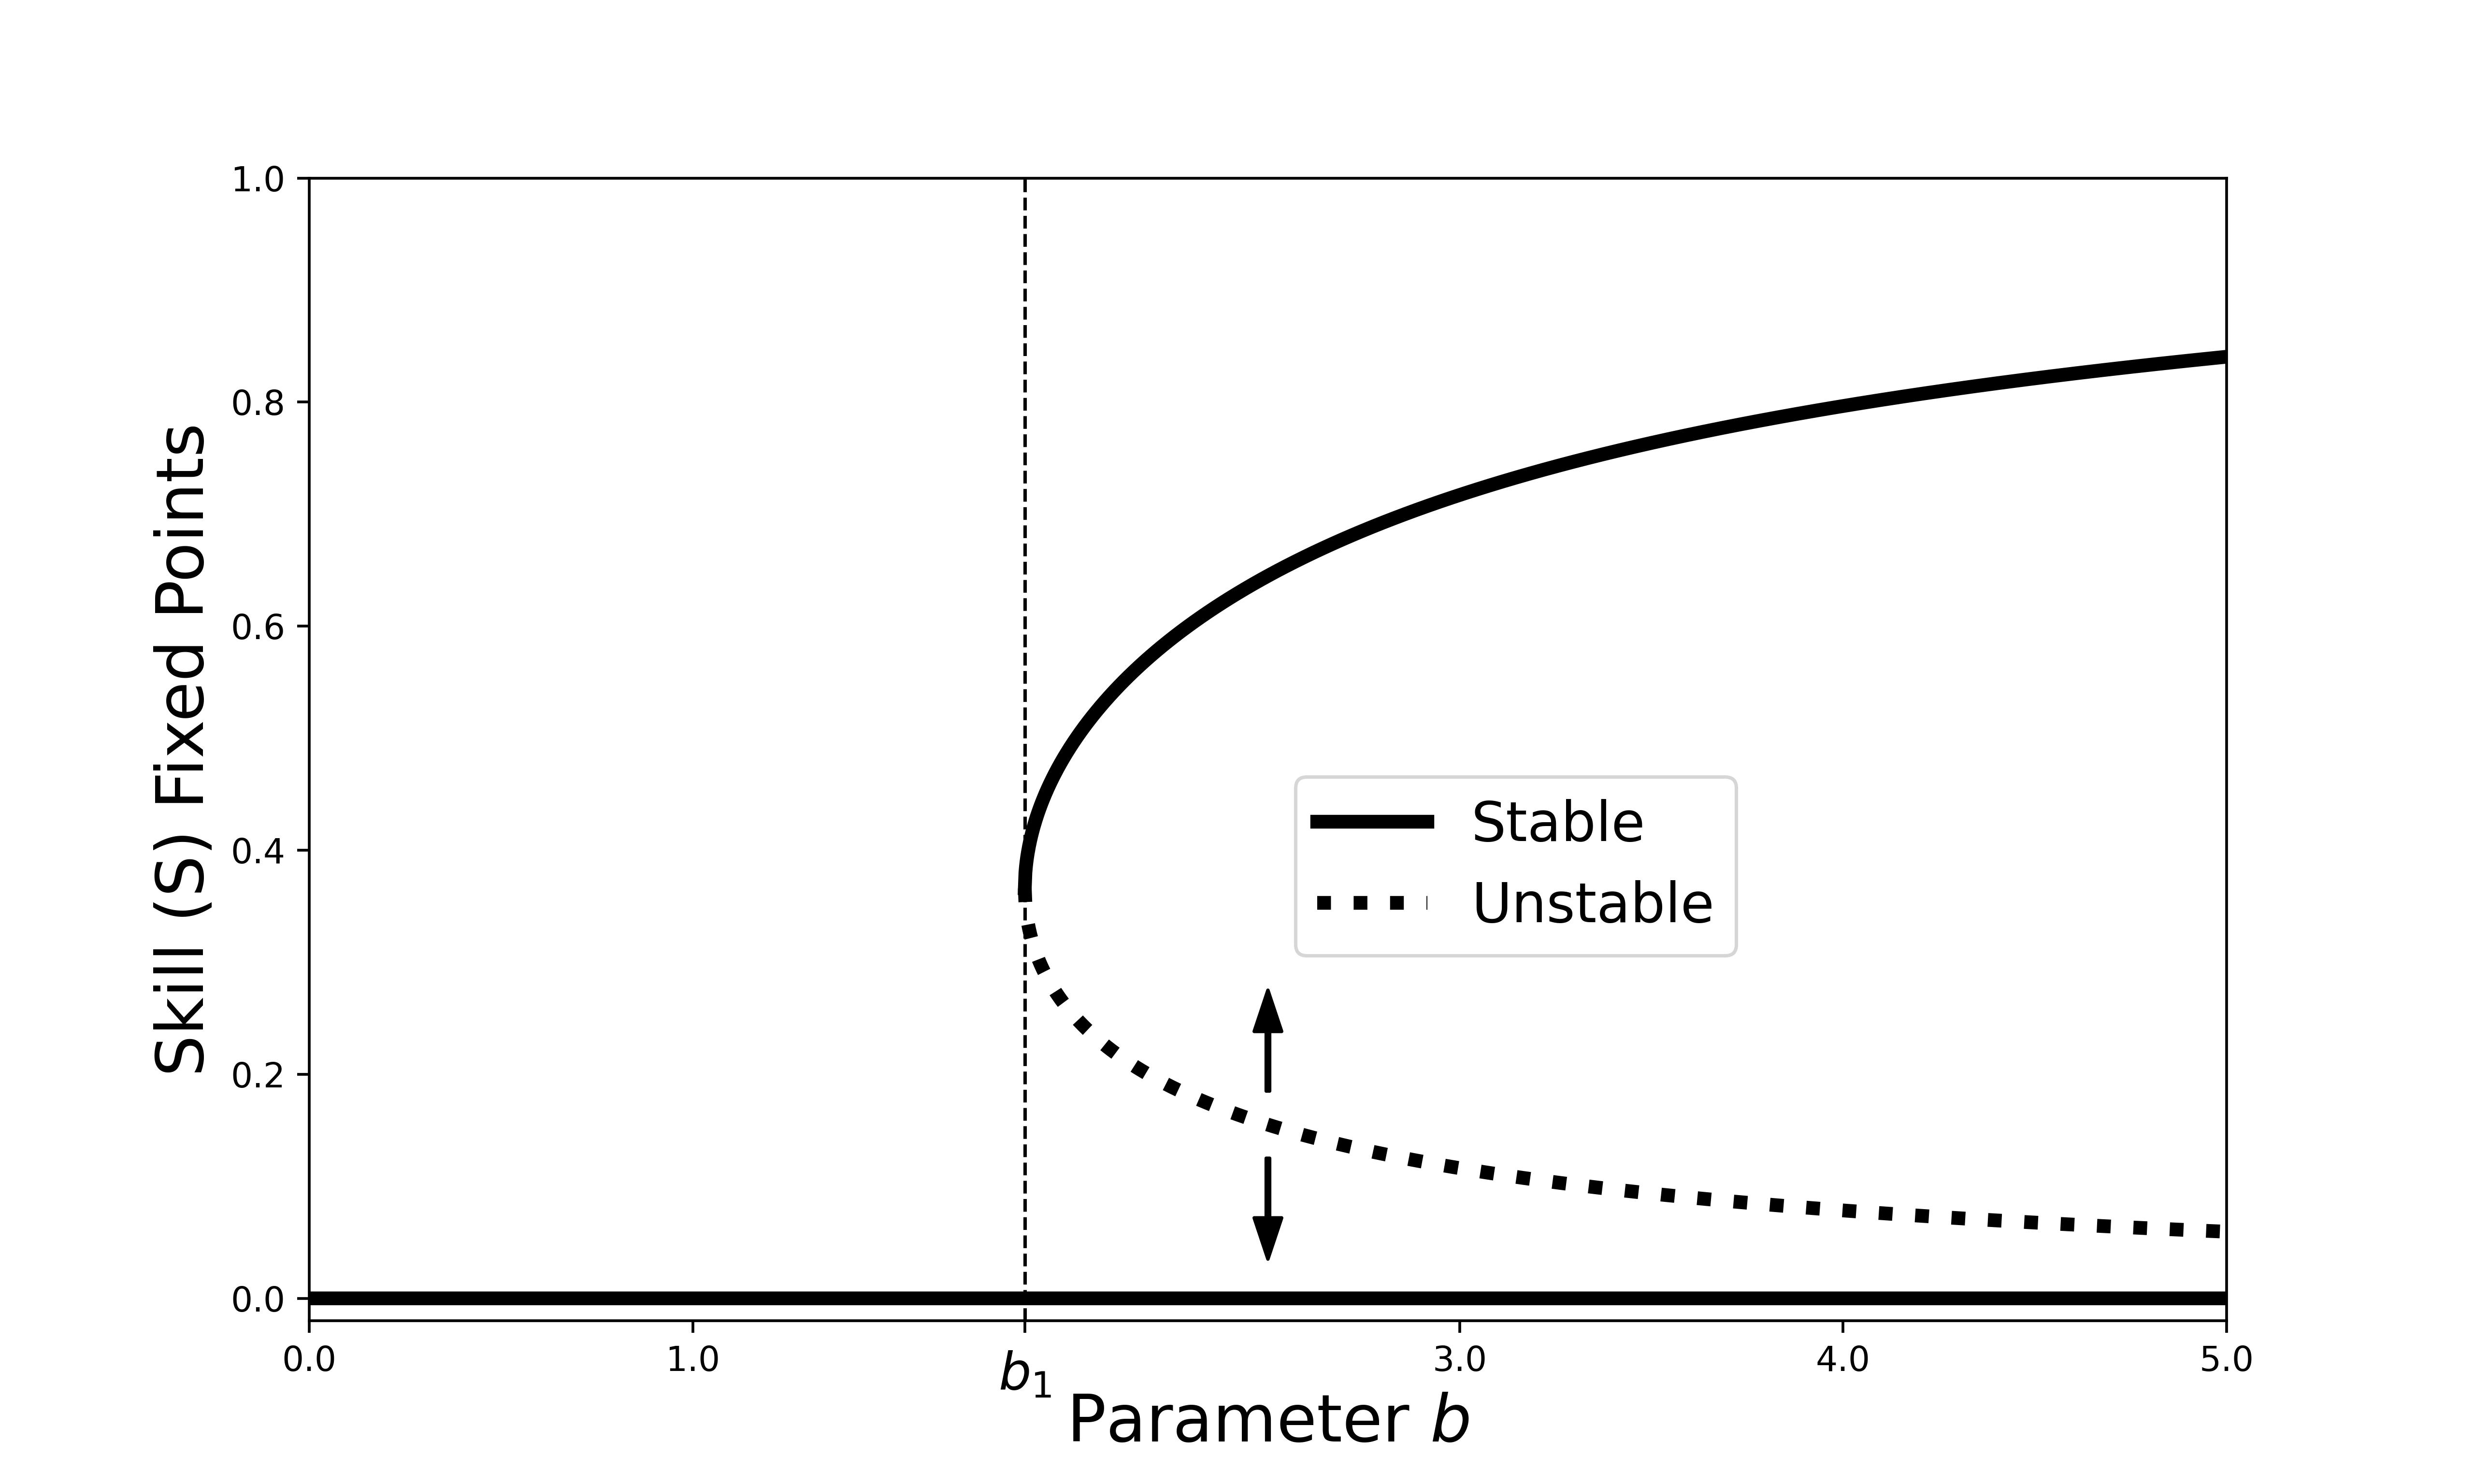 1.0
0.8
0.6
0.4
0.2
0.0
Skill (S) Fixed Points
Stable
Unstable
0.0 1.0 b₁ 3.0 4.0 5.0
Parameter b